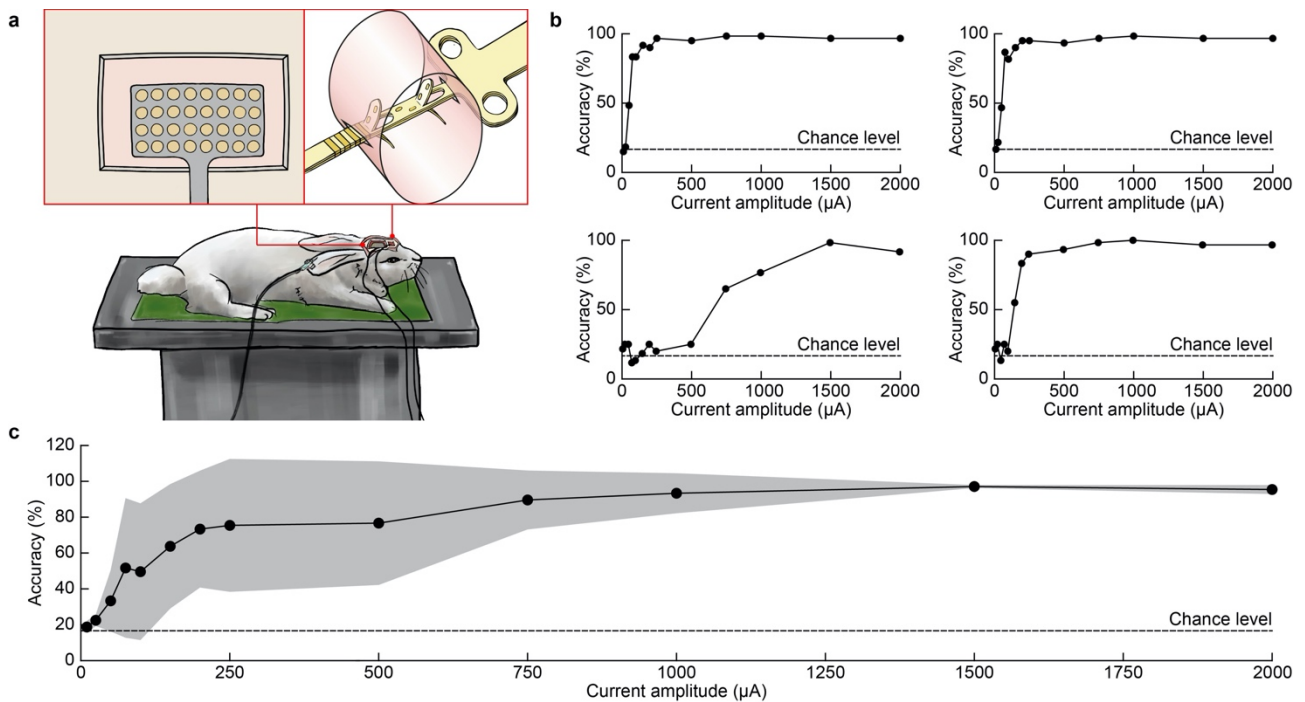 a
b
100
50
0
Accuracy (%)
Chance level
0 500 1000 1500 2000
Current amplitude (µA)
100
50
0
Accuracy (%)
Chance level
0 500 1000 1500 2000
Current amplitude (µA)
100
50
0
Accuracy (%)
Chance level
0 500 1000 1500 2000
Current amplitude (µA)
100
50
0
Accuracy (%)
Chance level
0 500 1000 1500 2000
Current amplitude (µA)
c
120
100
80
60
40
20
0
Accuracy (%)
Chance level
0 250 500 750 1000 1250 1500 1750 2000
Current amplitude (µA)